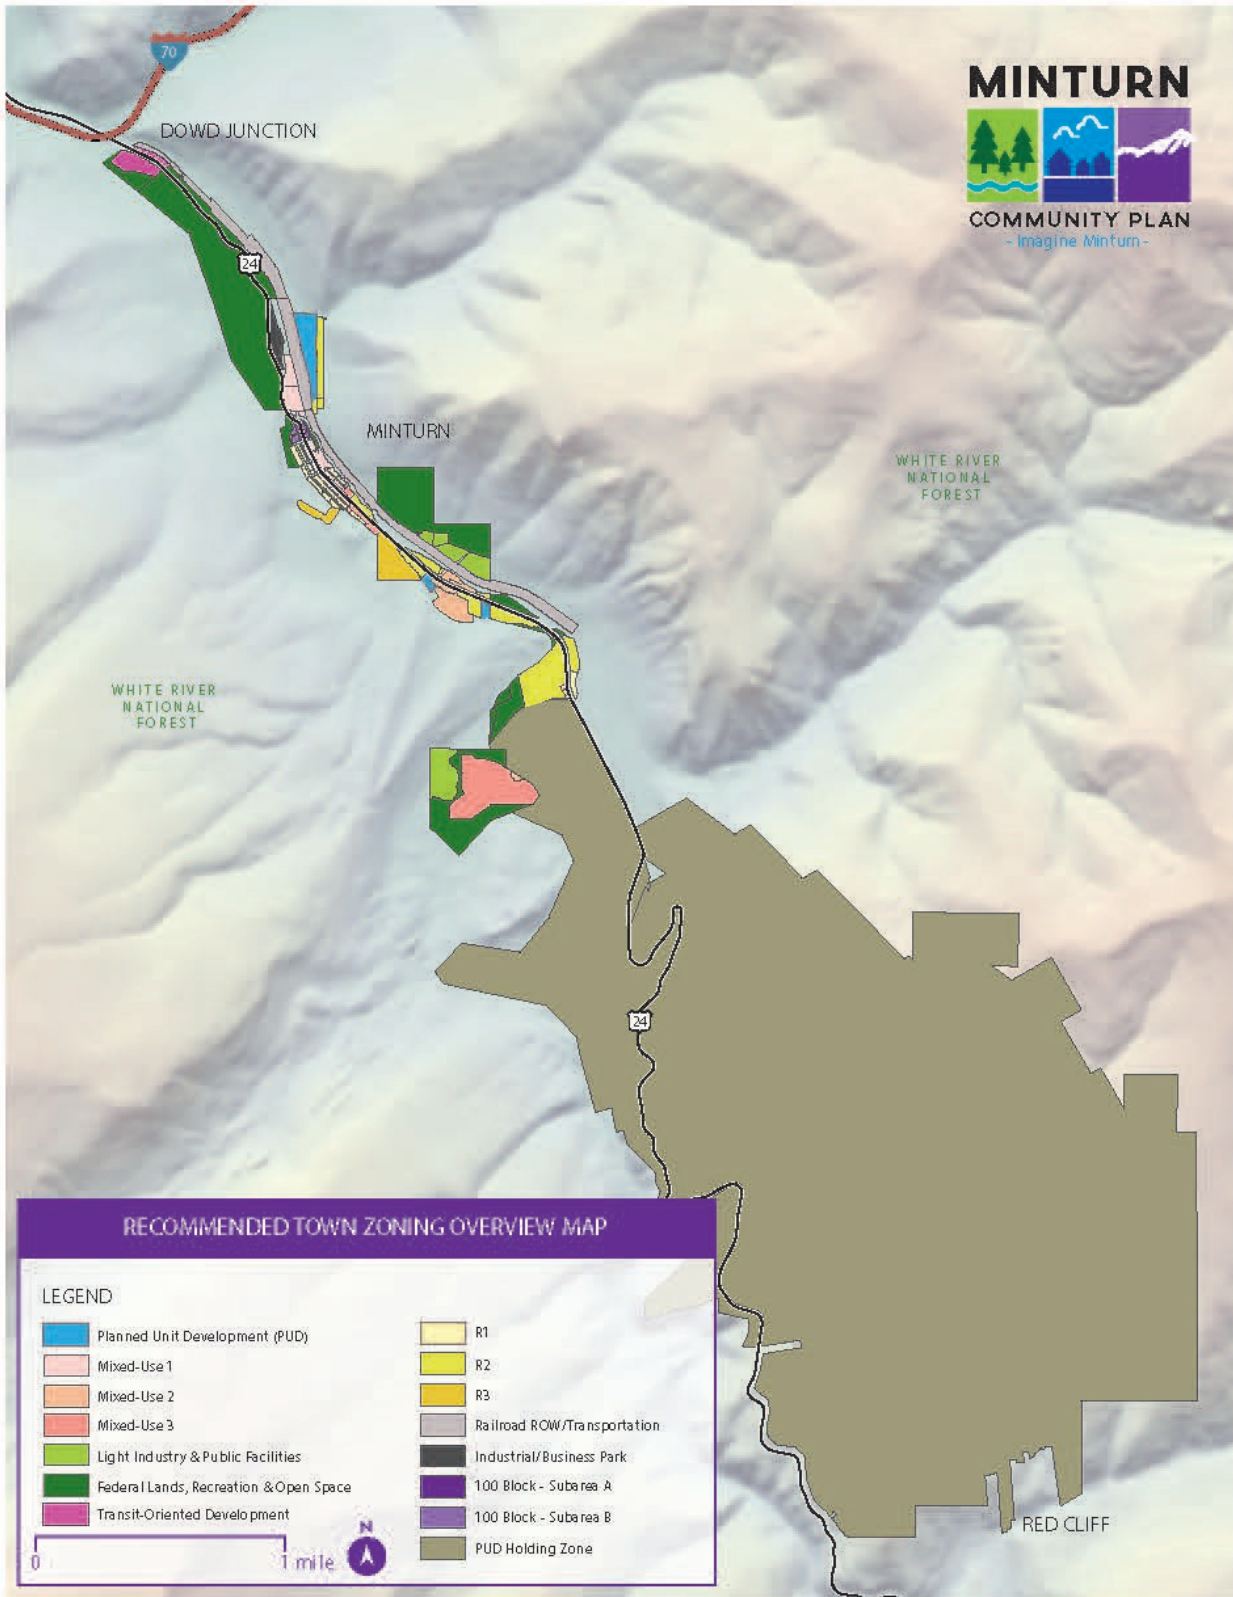 70
DOWD JUNCTION
MINTURN
COMMUNITY PLAN
- Imagine Minturn -
24
MINTURN
WHITE RIVER
NATIONAL
FOREST
WHITE RIVER
NATIONAL
FOREST
24
RECOMMENDED TOWN ZONING OVERVIEW MAP
LEGEND
Planned Unit Development (PUD)
Mixed-Use 1
Mixed-Use 2
Mixed-Use 3
Light Industry & Public Facilities
Federal Lands, Recreation & Open Space
Transit-Oriented Development
R1
R2
R3
Railroad ROW/Transportation
Industrial/Business Park
100 Block - Subarea A
100 Block - Subarea B
PUD Holding Zone
0
1 mile
N
RED CLIFF